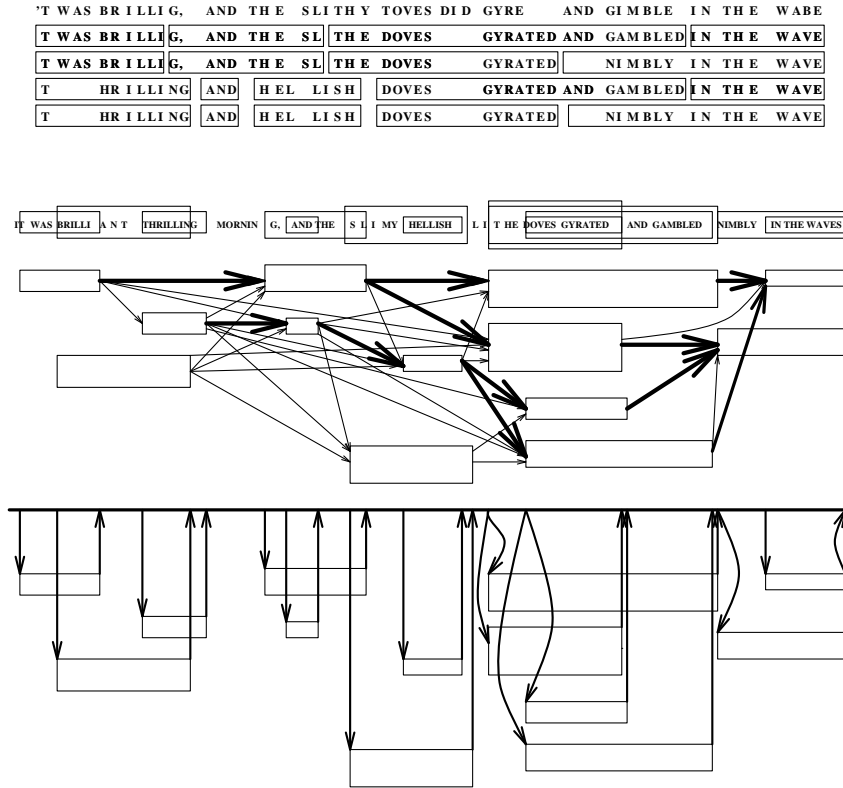 'T WAS BRILLIG, AND THE SLITHY TOVES DID GYRE AND GIMBLE IN THE WABE
T WAS BRILLIG, AND THE SL THE DOVES GYRATED AND GAMBLED IN THE WAVE
T WAS BRILLIG, AND THE SL THE DOVES GYRATED NIMBLY IN THE WAVE
T HRILLING AND HEL LISH DOVES GYRATED AND GAMBLED IN THE WAVE
T HRILLING AND HEL LISH DOVES GYRATED NIMBLY IN THE WAVE
IT WAS BRILLI A N T THRILLING MORNIN G, AND THE S L I MY HELLISH L I T HE DOVES GYRATED AND GAMBLED NIMBLY IN THE WAVES